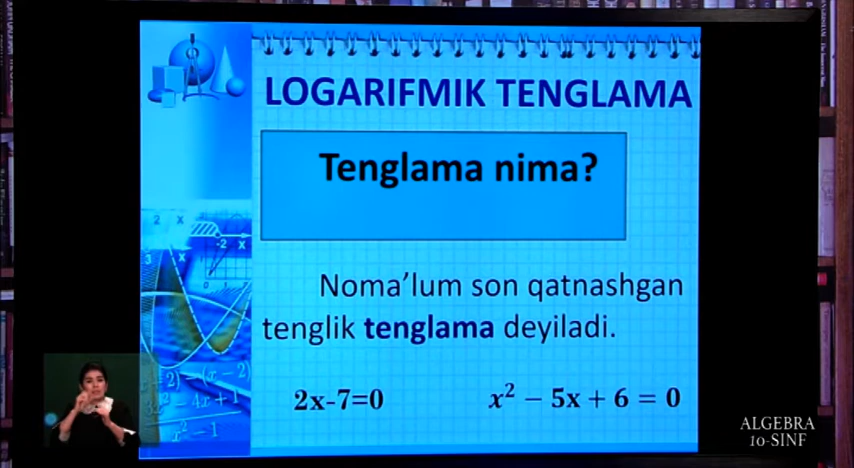 LOGARIFMIK TENGLAMA
Tenglama nima?
Noma’lum son qatnashgan
tenglik tenglama deyiladi.
2x-7=0
x² − 5x + 6 = 0
ALGEBRA
10-SINF